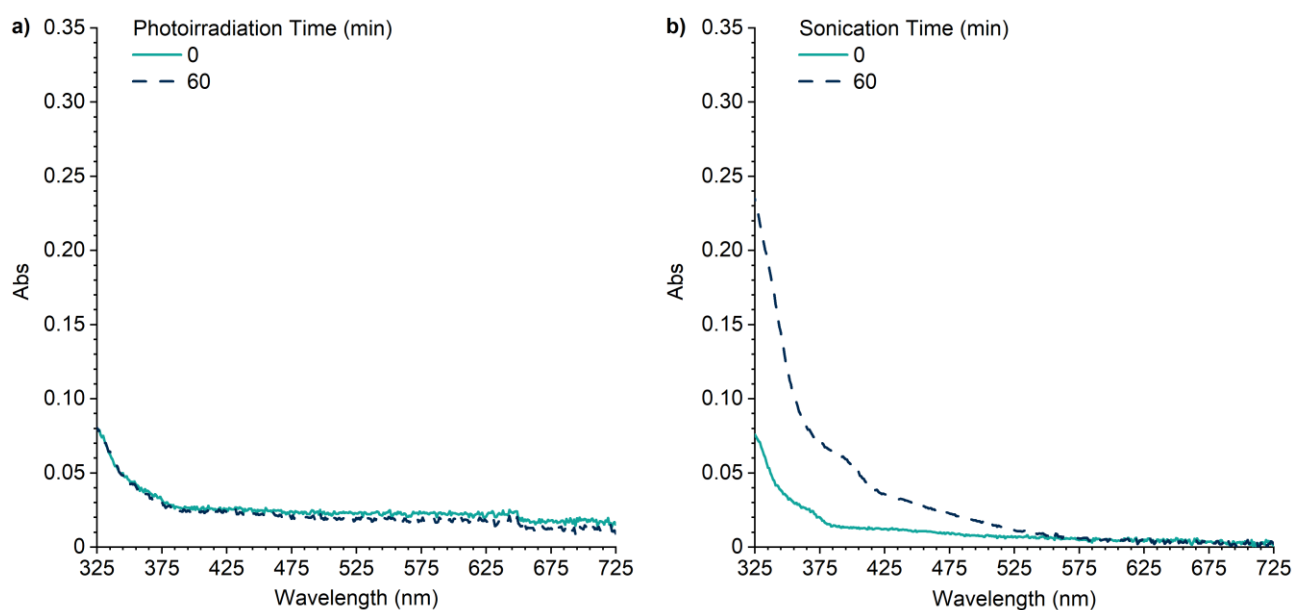 a)
Photoirradiation Time (min)
0
60
0.35
0.30
0.25
0.20
0.15
0.10
0.05
0
Abs
325 375 425 475 525 575 625 675 725
Wavelength (nm)
b)
Sonication Time (min)
0
60
0.35
0.30
0.25
0.20
0.15
0.10
0.05
0
Abs
325 375 425 475 525 575 625 675 725
Wavelength (nm)